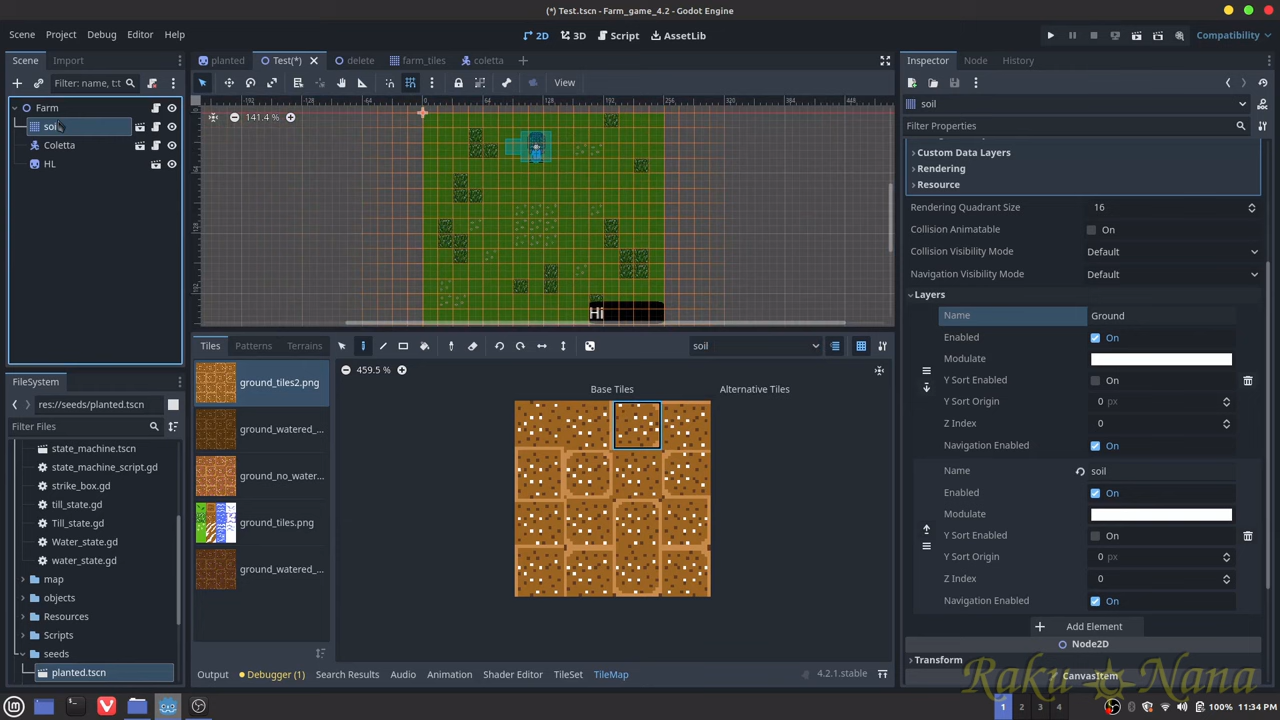 (*) Test.tscn - Farm_game_4.2 - Godot Engine
Scene Project Debug Editor Help
2D 3D Script AssetLib
Compatibility
Scene Import
planted Test(*) delete farm_tiles coletta
Inspector Node History
Filter: name, t:t
View
Farm
soil
Coletta
HL
141.4 %
Hi
soil
Filter Properties
Custom Data Layers
Rendering
Resource
Rendering Quadrant Size 16
Collision Animatable On
Collision Visibility Mode Default
Navigation Visibility Mode Default
Layers
Name Ground
Enabled On
Modulate
Y Sort Enabled On
Y Sort Origin 0 px
Z Index 0
Navigation Enabled On
Name soil
Enabled On
Modulate
Y Sort Enabled On
Y Sort Origin 0 px
Z Index 0
Navigation Enabled On
Add Element
Node2D
Transform
CanvasItem
Tiles Patterns Terrains
soil
ground_tiles2.png
ground_watered_...
ground_no_water...
ground_tiles.png
ground_watered_...
459.5 %
Base Tiles Alternative Tiles
FileSystem
res://seeds/planted.tscn
Filter Files
state_machine.tscn
state_machine_script.gd
strike_box.gd
till_state.gd
Till_state.gd
Water_state.gd
water_state.gd
map
objects
Resources
Scripts
seeds
planted.tscn
Output Debugger (1) Search Results Audio Animation Shader Editor TileSet TileMap
4.2.1.stable
Raku Nana
1 2 3 4
100% 11:34 PM